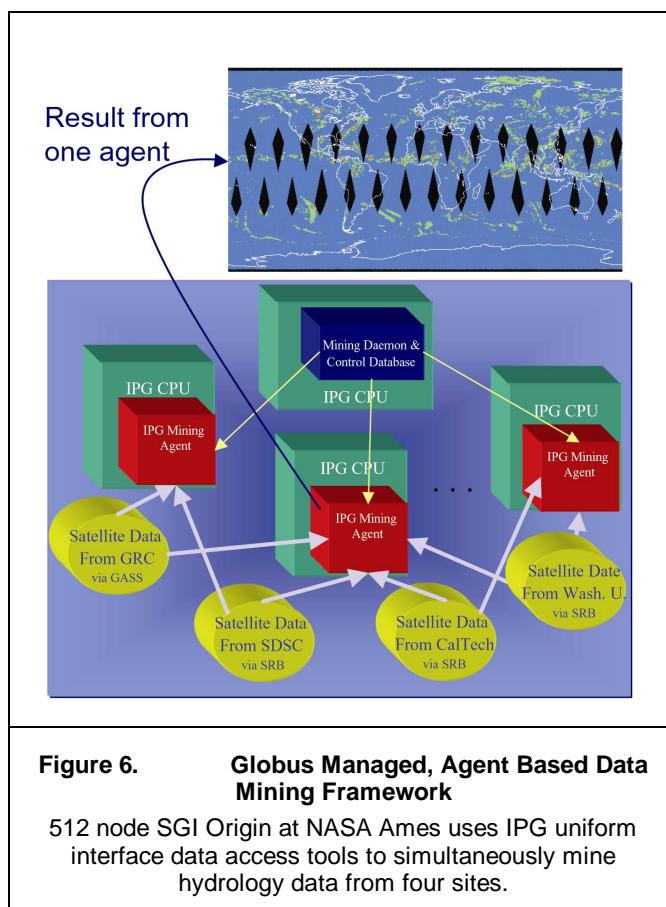 Result from
one agent
Mining Daemon &
Control Database
IPG CPU
IPG CPU
IPG Mining
Agent
IPG CPU
IPG Mining
Agent
. . .
IPG CPU
IPG Mining
Agent
Satellite Data
From GRC
via GASS
Satellite Data
From SDSC
via SRB
Satellite Data
From CalTech
via SRB
Satellite Date
From Wash. U.
via SRB
Figure 6. Globus Managed, Agent Based Data
Mining Framework
512 node SGI Origin at NASA Ames uses IPG uniform
interface data access tools to simultaneously mine
hydrology data from four sites.